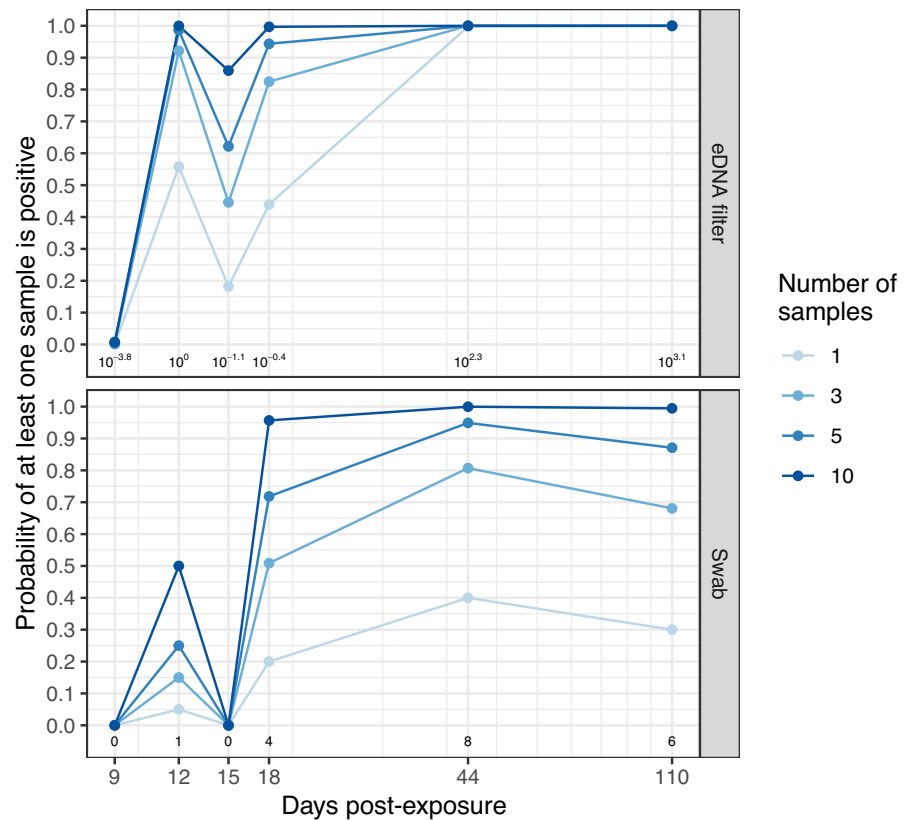 Probability of at least one sample is positive
1.0
0.9
0.8
0.7
0.6
0.5
0.4
0.3
0.2
0.1
0.0
10^−3.8 10^0 10^−1.1 10^−0.4 10^2.3 10^3.1
eDNA filter
1.0
0.9
0.8
0.7
0.6
0.5
0.4
0.3
0.2
0.1
0.0
0 1 0 4 8 6
Swab
9 12 15 18 44 110
Days post-exposure
Number of
samples
1
3
5
10